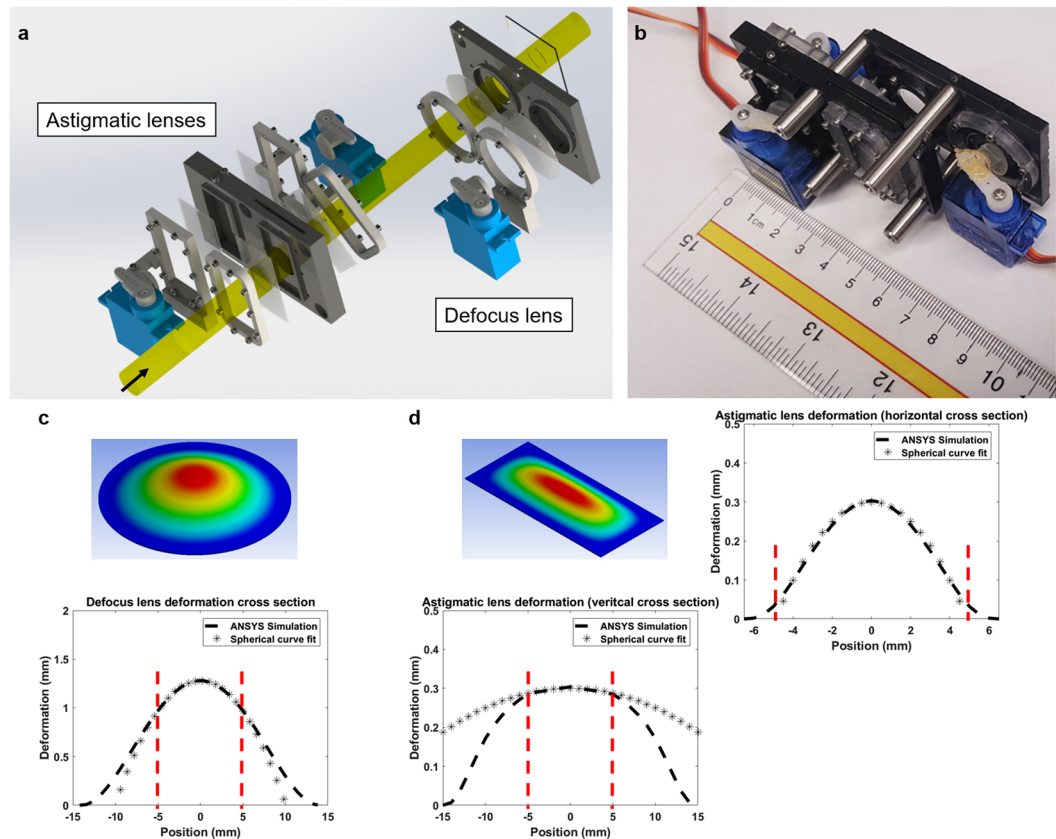 a
Astigmatic lenses
Defocus lens
b
0 1cm 2 3 4 5 6 7 8 9 10
15 14 13 12
c
d
Astigmatic lens deformation (horizontal cross section)
ANSYS Simulation
Spherical curve fit
Deformation (mm)
0.5
0.4
0.3
0.2
0.1
0
-6 -4 -2 0 2 4 6
Position (mm)
Defocus lens deformation cross section
ANSYS Simulation
Spherical curve fit
Deformation (mm)
2
1.5
1
0.5
0
-15 -10 -5 0 5 10 15
Position (mm)
Astigmatic lens deformation (veritcal cross section)
ANSYS Simulation
Spherical curve fit
Deformation (mm)
0.5
0.4
0.3
0.2
0.1
0
-15 -10 -5 0 5 10 15
Position (mm)